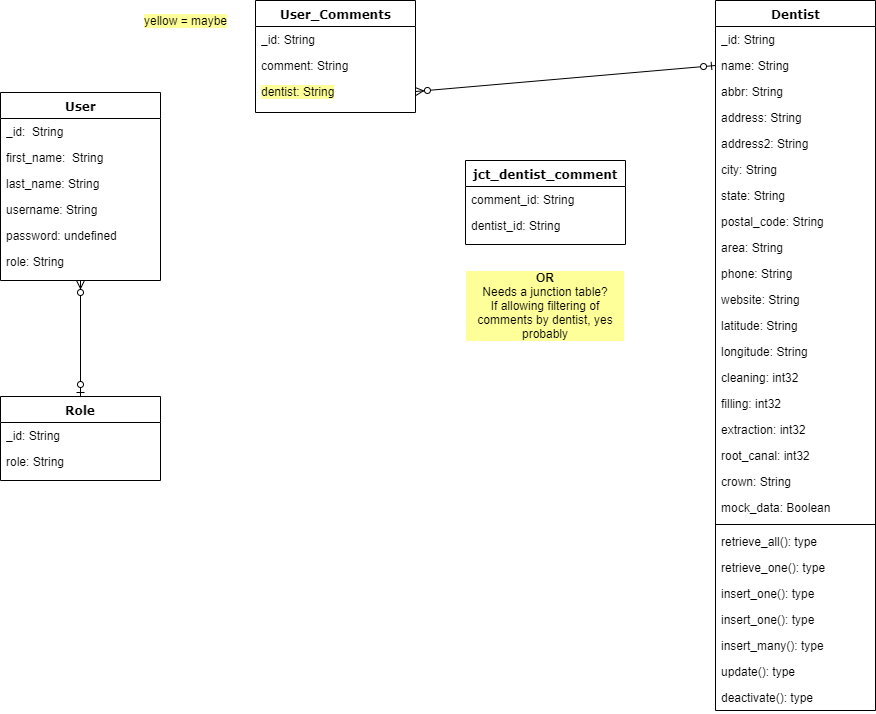 yellow = maybe
User_Comments
_id: String
comment: String
dentist: String
User
_id:  String
first_name:  String
last_name: String
username: String
password: undefined
role: String
Role
_id: String
role: String
jct_dentist_comment
comment_id: String
dentist_id: String
OR
Needs a junction table?
If allowing filtering of
comments by dentist, yes
probably
Dentist
_id: String
name: String
abbr: String
address: String
address2: String
city: String
state: String
postal_code: String
area: String
phone: String
website: String
latitude: String
longitude: String
cleaning: int32
filling: int32
extraction: int32
root_canal: int32
crown: String
mock_data: Boolean
retrieve_all(): type
retrieve_one(): type
insert_one(): type
insert_one(): type
insert_many(): type
update(): type
deactivate(): type